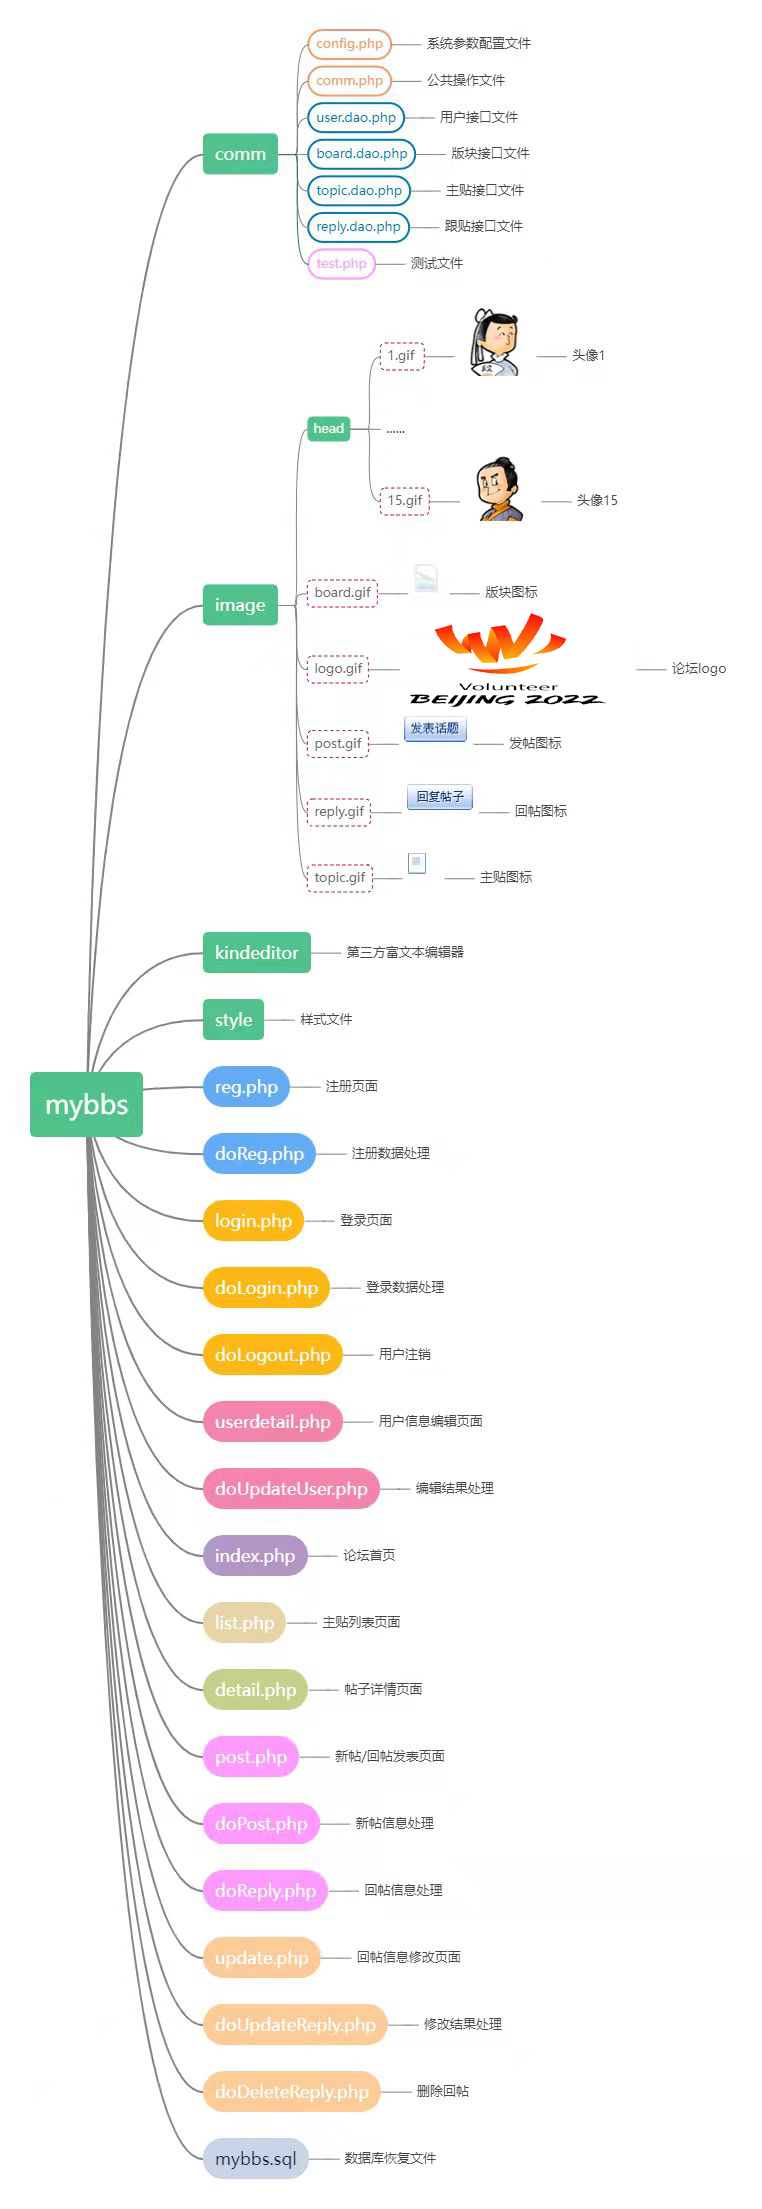 config.php 系统参数配置文件
comm.php 公共操作文件
user.dao.php 用户接口文件
comm
board.dao.php 版块接口文件
topic.dao.php 主贴接口文件
reply.dao.php 跟贴接口文件
test.php 测试文件
1.gif 头像1
head ......
15.gif 头像15
image
board.gif 版块图标
logo.gif
Volunteer
BEIJING 2022
论坛logo
post.gif 发表话题 发帖图标
reply.gif 回复帖子 回帖图标
topic.gif 主贴图标
kindeditor 第三方富文本编辑器
style 样式文件
reg.php 注册页面
mybbs
doReg.php 注册数据处理
login.php 登录页面
doLogin.php 登录数据处理
doLogout.php 用户注销
userdetail.php 用户信息编辑页面
doUpdateUser.php 编辑结果处理
index.php 论坛首页
list.php 主贴列表页面
detail.php 帖子详情页面
post.php 新帖/回帖发表页面
doPost.php 新帖信息处理
doReply.php 回帖信息处理
update.php 回帖信息修改页面
doUpdateReply.php 修改结果处理
doDeleteReply.php 删除回帖
mybbs.sql 数据库恢复文件